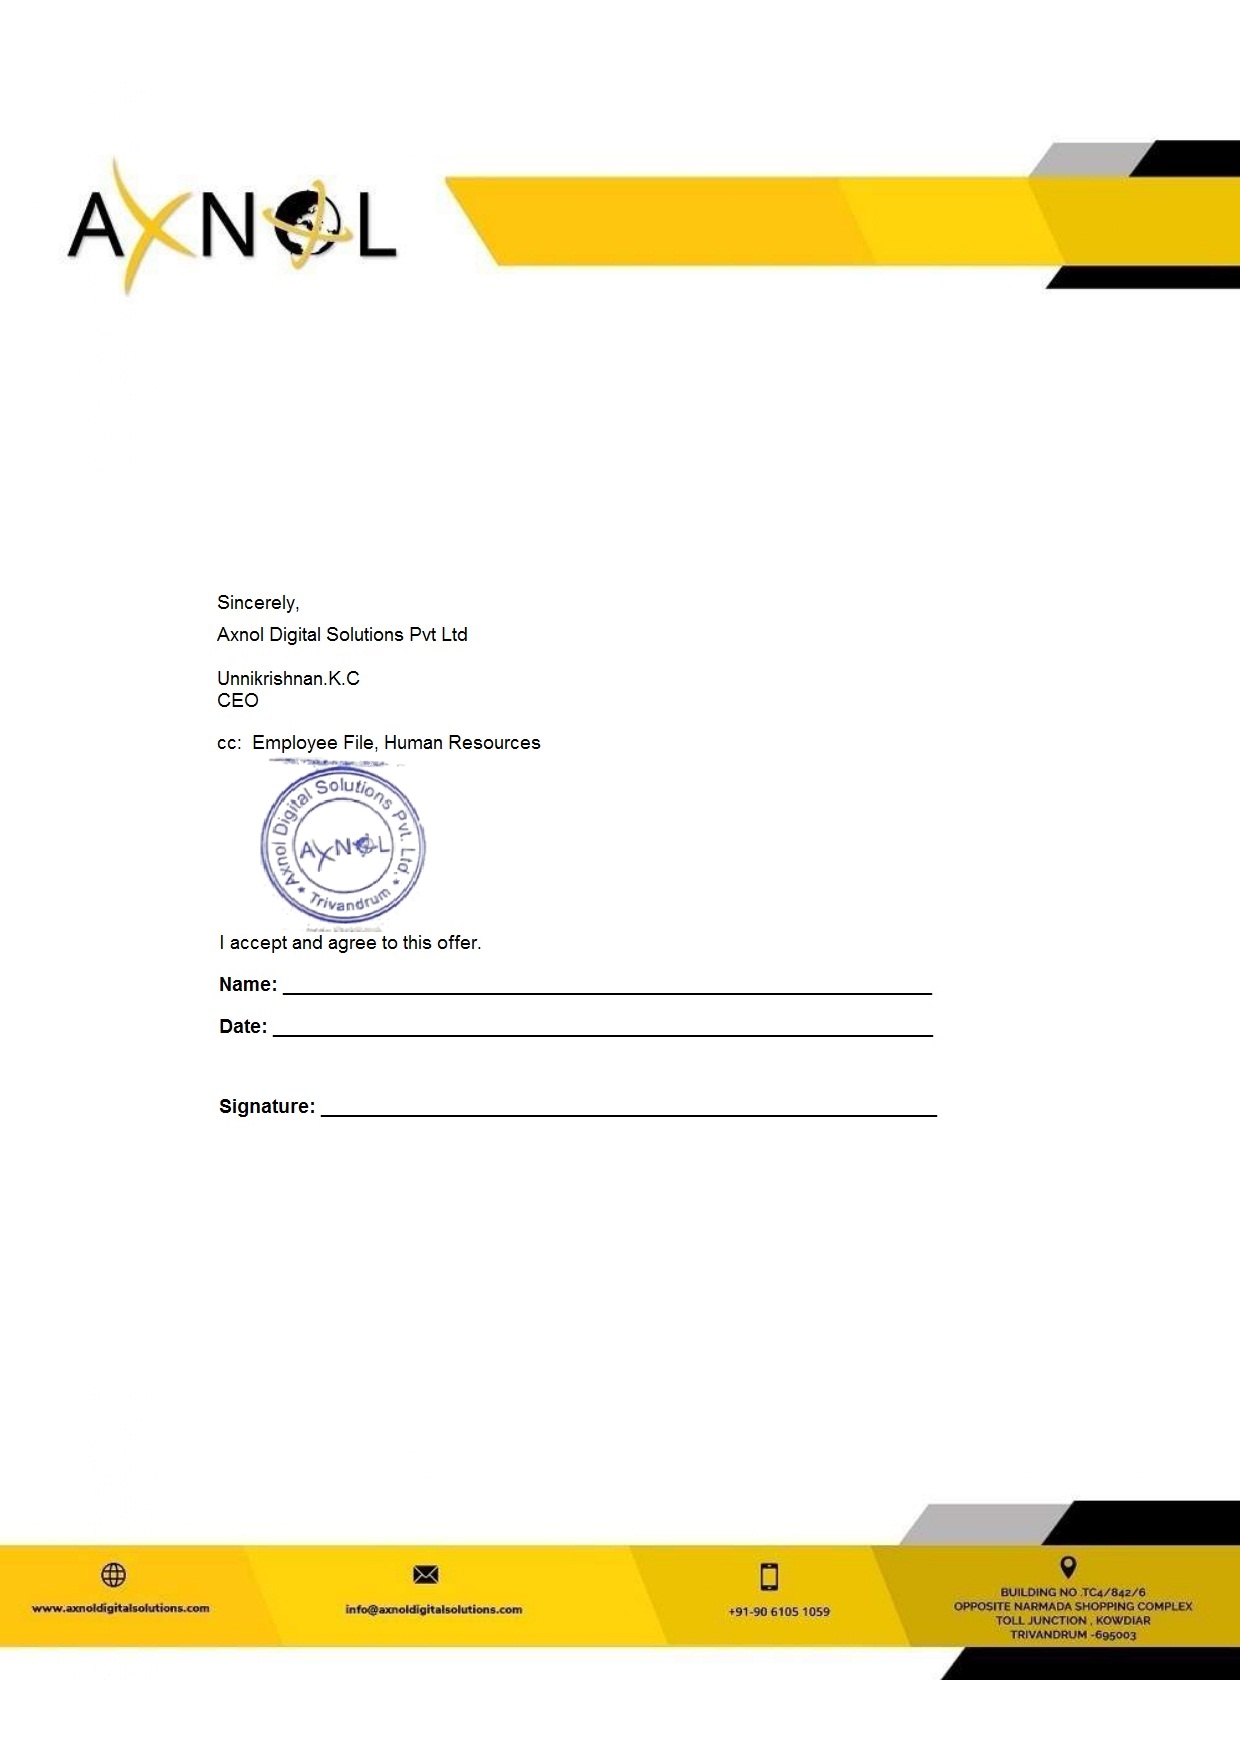 AXNOL
Sincerely,
Axnol Digital Solutions Pvt Ltd
Unnikrishnan.K.C
CEO
cc:  Employee File, Human Resources
Axnol Digital Solutions Pvt. Ltd.
AXNOL
* Trivandrum *
I accept and agree to this offer.
Name: ____________________
Date: ____________________
Signature: ____________________
www.axnoldigitalsolutions.com
info@axnoldigitalsolutions.com
+91-90 6105 1059
BUILDING NO .TC4/842/6
OPPOSITE NARMADA SHOPPING COMPLEX
TOLL JUNCTION , KOWDIAR
TRIVANDRUM -695003